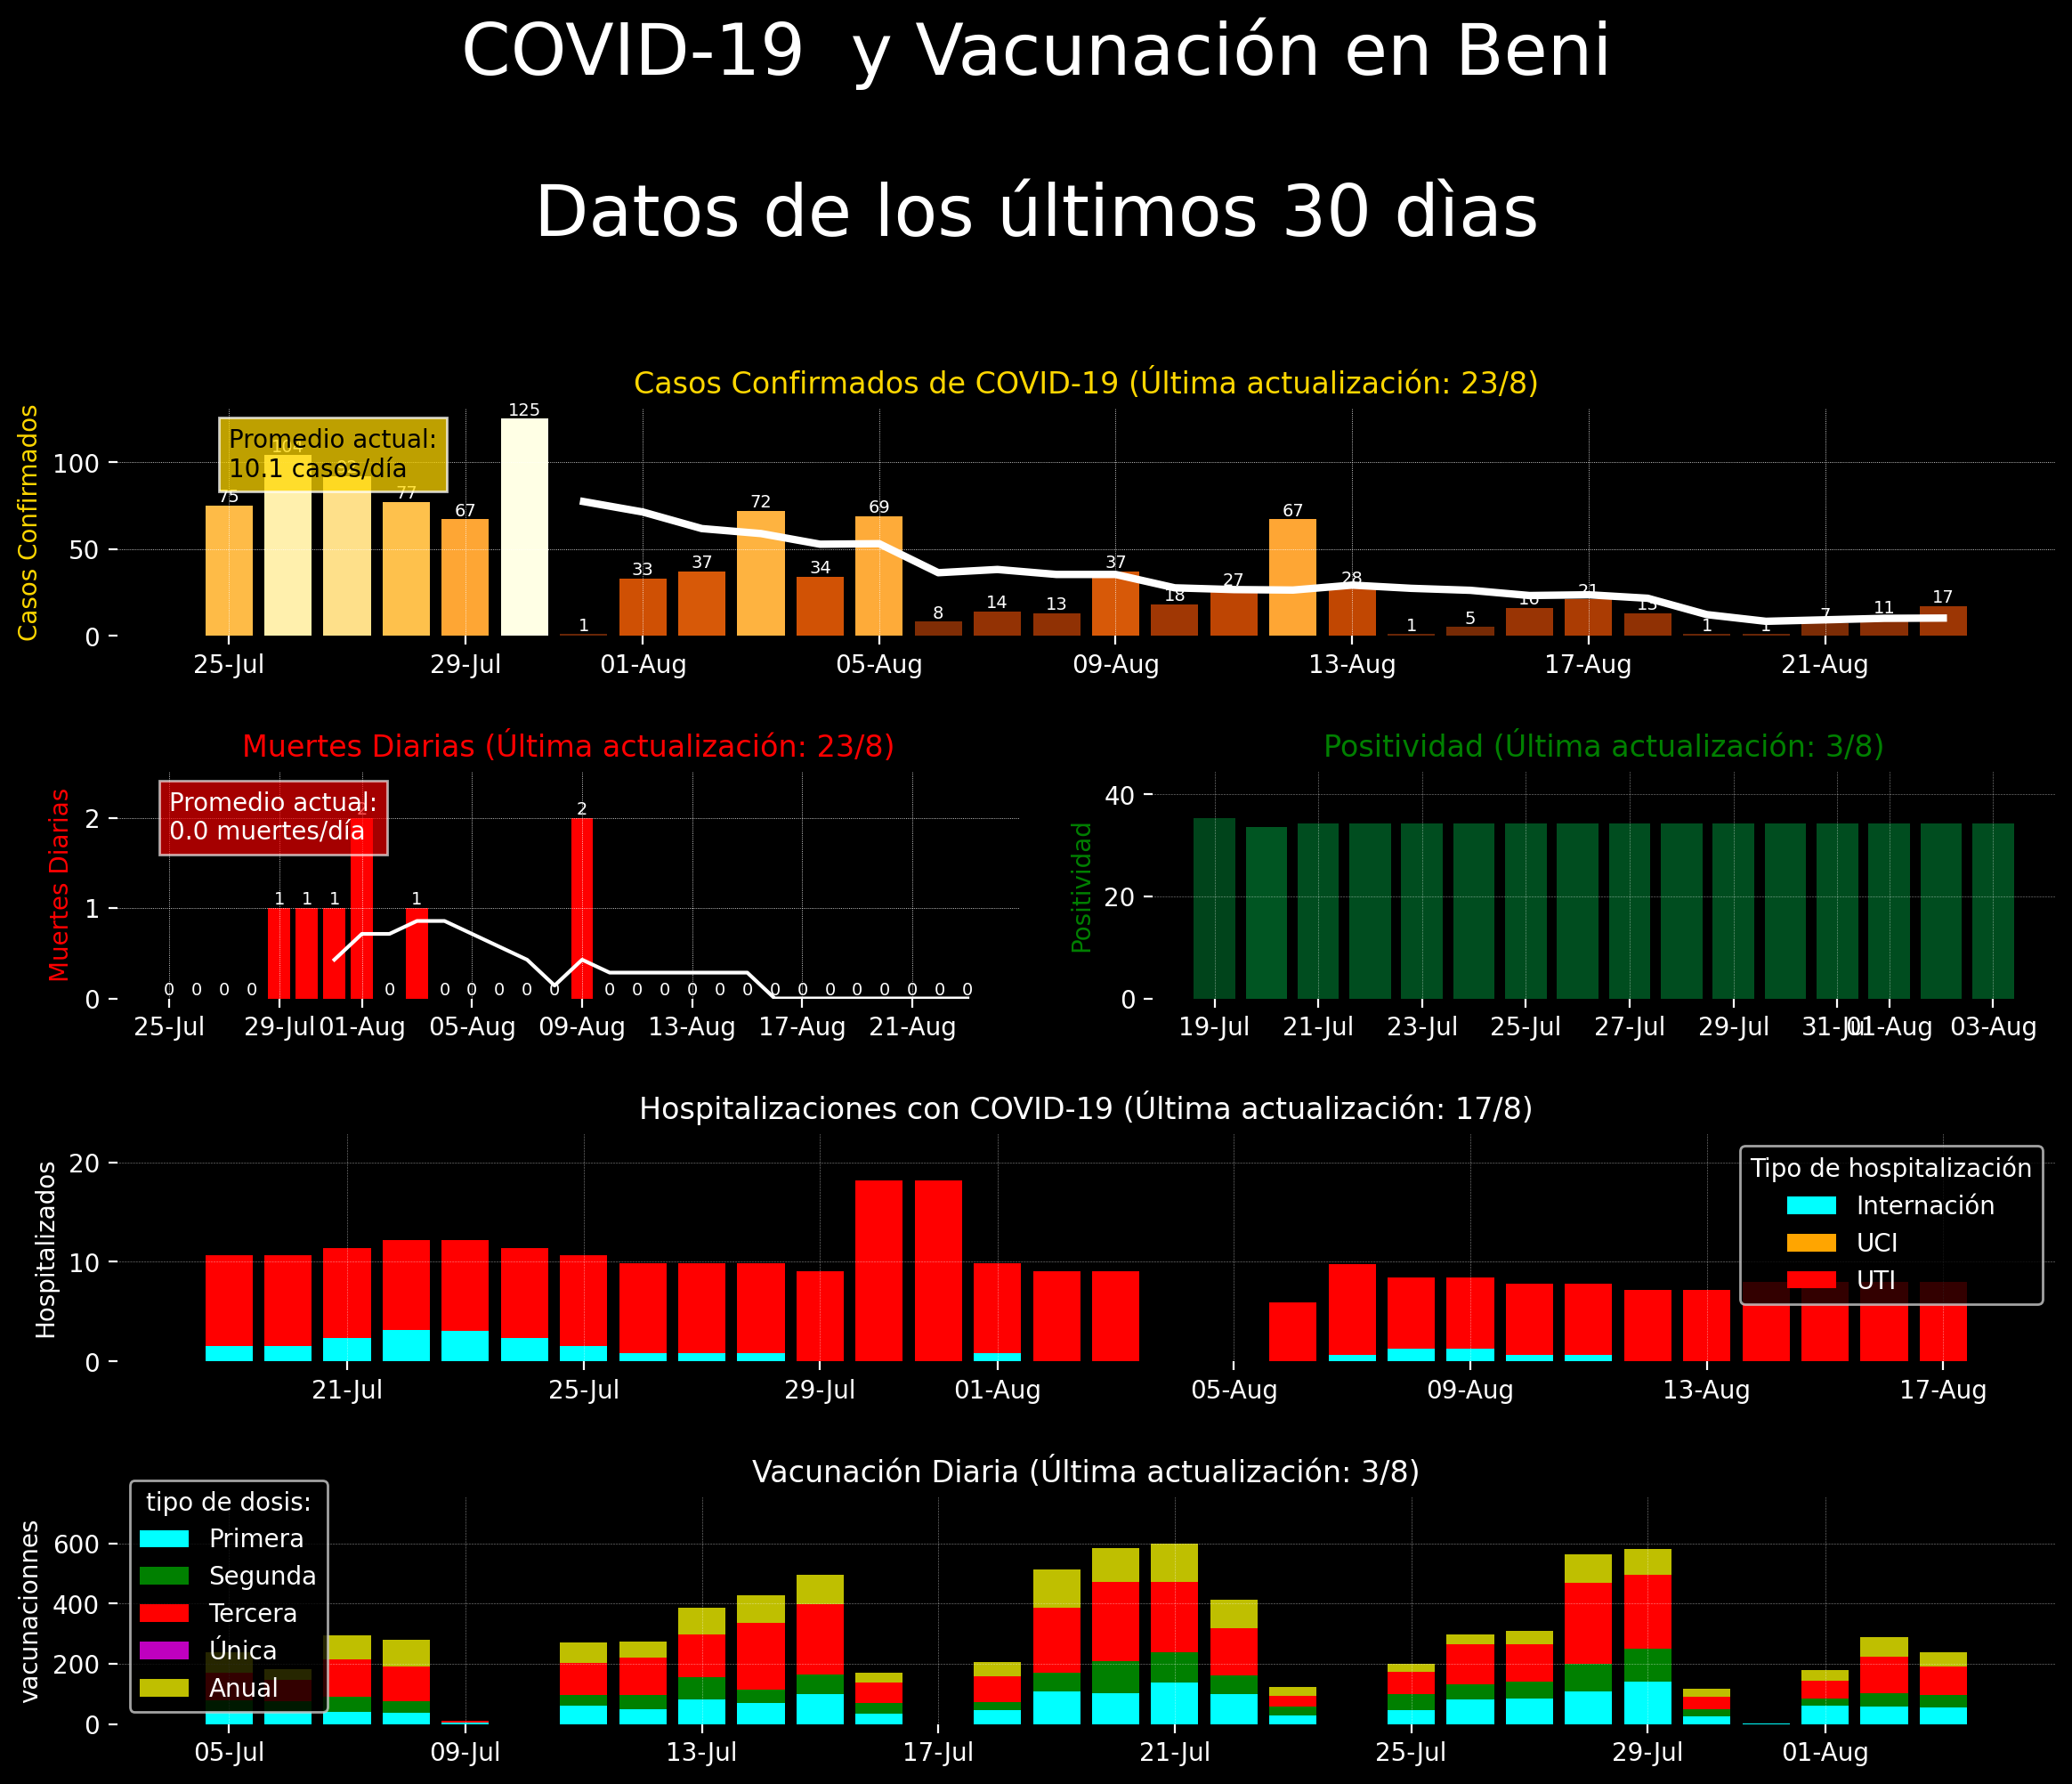 COVID-19  y Vacunación en Beni
Datos de los últimos 30 dìas
Casos Confirmados de COVID-19 (Última actualización: 23/8)
Casos Confirmados
100
50
0
Promedio actual:
10.1 casos/día
75
104
77
67
125
1
33
37
72
34
69
8
14
13
37
18
27
67
28
1
5
16
21
13
1
1
7
11
17
25-Jul
29-Jul
01-Aug
05-Aug
09-Aug
13-Aug
17-Aug
21-Aug
Muertes Diarias (Última actualización: 23/8)
Muertes Diarias
2
1
0
Promedio actual:
0.0 muertes/día
0 0 0 0 1 1 1 2 0 1 0 0 0 0 0 2 0 0 0 0 0 0 0 0 0 0 0 0 0 0
25-Jul
29-Jul
01-Aug
05-Aug
09-Aug
13-Aug
17-Aug
21-Aug
Positividad (Última actualización: 3/8)
Positividad
40
20
0
19-Jul
21-Jul
23-Jul
25-Jul
27-Jul
29-Jul
31-Jul
01-Aug
03-Aug
Hospitalizaciones con COVID-19 (Última actualización: 17/8)
Hospitalizados
20
10
0
Tipo de hospitalización
Internación
UCI
UTI
21-Jul
25-Jul
29-Jul
01-Aug
05-Aug
09-Aug
13-Aug
17-Aug
Vacunación Diaria (Última actualización: 3/8)
vacunacionnes
600
400
200
0
tipo de dosis:
Primera
Segunda
Tercera
Única
Anual
05-Jul
09-Jul
13-Jul
17-Jul
21-Jul
25-Jul
29-Jul
01-Aug